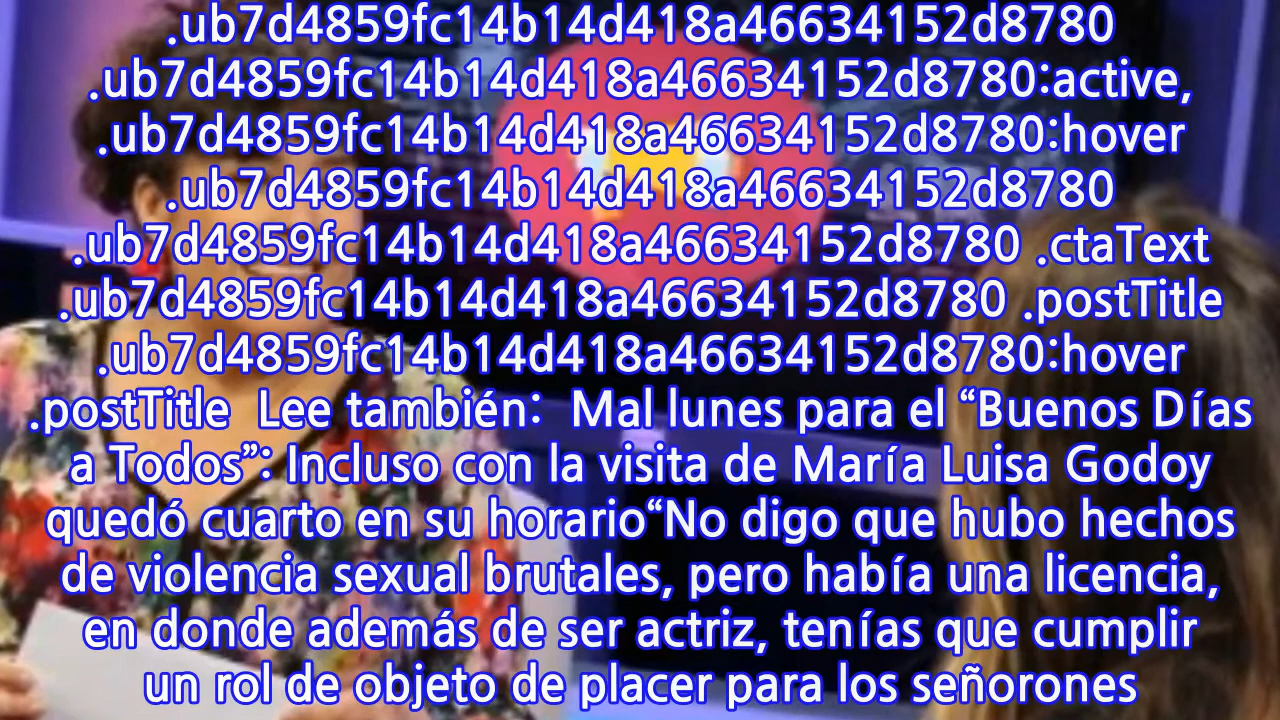 .ub7d4859fc14b14d418a46634152d8780
.ub7d4859fc14b14d418a46634152d8780:active,
.ub7d4859fc14b14d418a46634152d8780:hover
.ub7d4859fc14b14d418a46634152d8780
.ub7d4859fc14b14d418a46634152d8780 .ctaText
.ub7d4859fc14b14d418a46634152d8780 .postTitle
.ub7d4859fc14b14d418a46634152d8780:hover
.postTitle  Lee también:  Mal lunes para el “Buenos Días
a Todos”: Incluso con la visita de María Luisa Godoy
quedó cuarto en su horario“No digo que hubo hechos
de violencia sexual brutales, pero había una licencia,
en donde además de ser actriz, tenías que cumplir
un rol de objeto de placer para los señorones